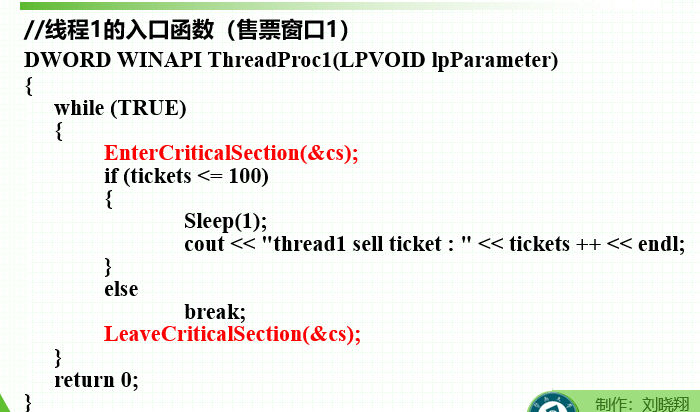 //线程1的入口函数（售票窗口1）
DWORD WINAPI ThreadProc1(LPVOID lpParameter)
{
while (TRUE)
{
EnterCriticalSection(&cs);
if (tickets <= 100)
{
Sleep(1);
cout << "thread1 sell ticket : " << tickets ++ << endl;
}
else
break;
LeaveCriticalSection(&cs);
}
return 0;
}
制作：刘晓翔